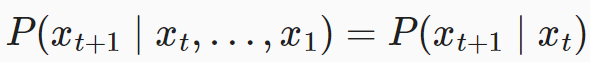 P(x_{t+1} | x_t, …, x_1) = P(x_{t+1} | x_t)